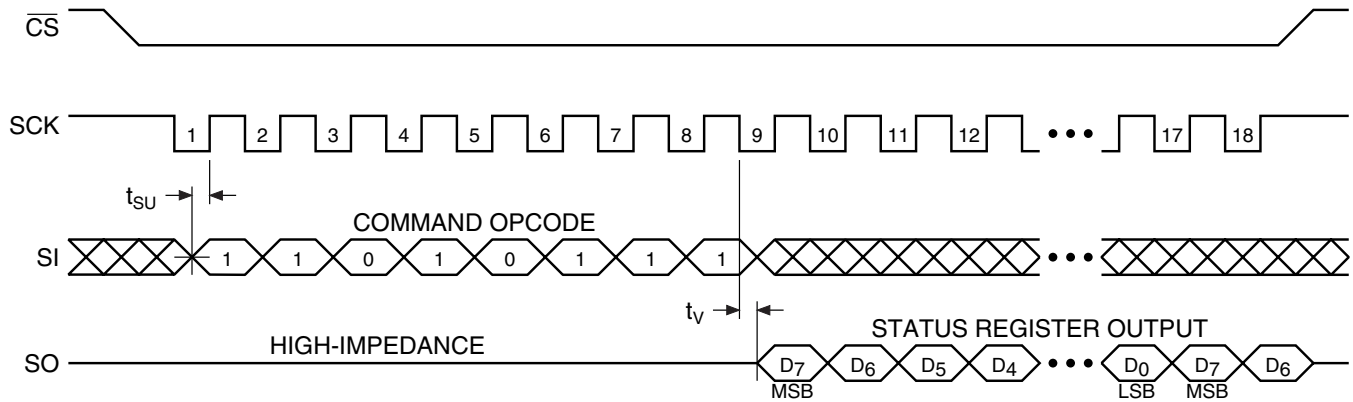 CS
SCK 1 2 3 4 5 6 7 8 9 10 11 12 17 18
tSU
COMMAND OPCODE
SI 1 1 0 1 0 1 1 1
tV
STATUS REGISTER OUTPUT
HIGH-IMPEDANCE
SO D7 D6 D5 D4 D0 D7 D6
MSB LSB MSB